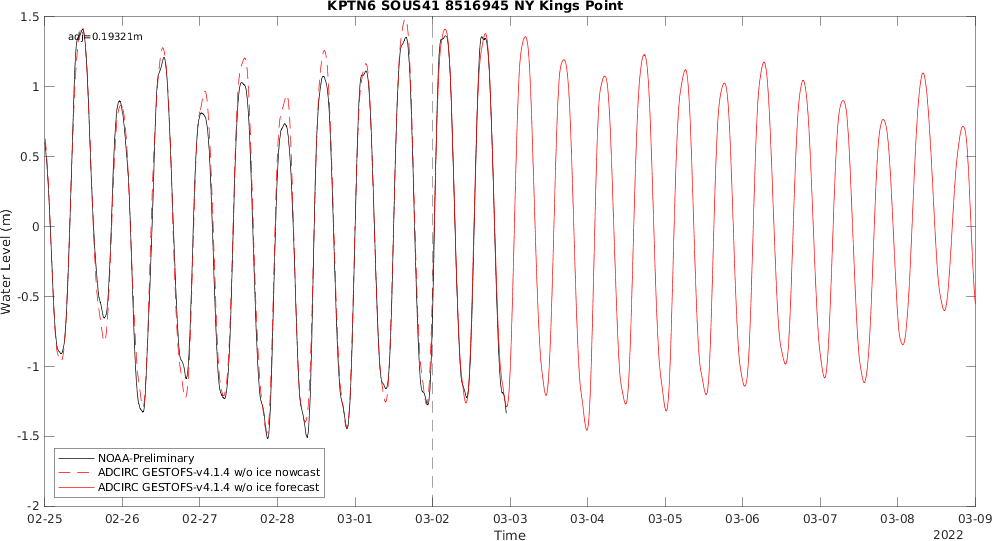 KPTN6 SOUS41 8516945 NY Kings Point
adj=0.19321m
1.5
1
0.5
0
-0.5
-1
-1.5
-2
Water Level (m)
NOAA-Preliminary
ADCIRC GESTOFS-v4.1.4 w/o ice nowcast
ADCIRC GESTOFS-v4.1.4 w/o ice forecast
02-25 02-26 02-27 02-28 03-01 03-02 03-03 03-04 03-05 03-06 03-07 03-08 03-09
Time
2022